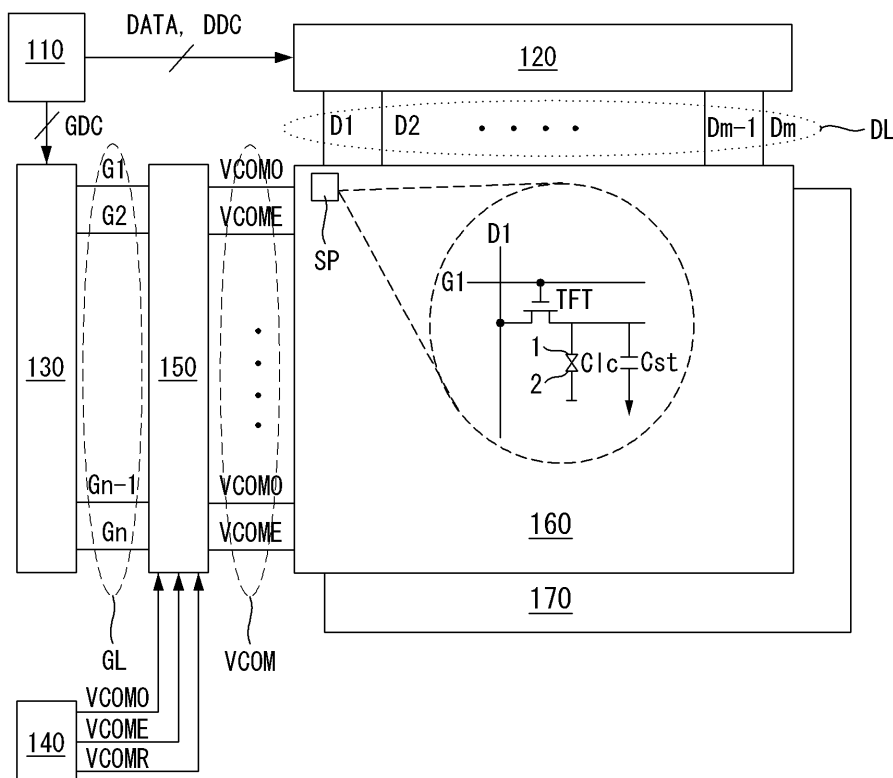 DATA, DDC
110
120
GDC
D1 D2 Dm-1 Dm
DL
G1 VCOMO
G2 VCOME
SP
D1
G1
TFT
1
Clc Cst
2
130
150
Gn-1 VCOMO
Gn VCOME
160
170
GL VCOM
VCOMO
VCOME
VCOMR
140